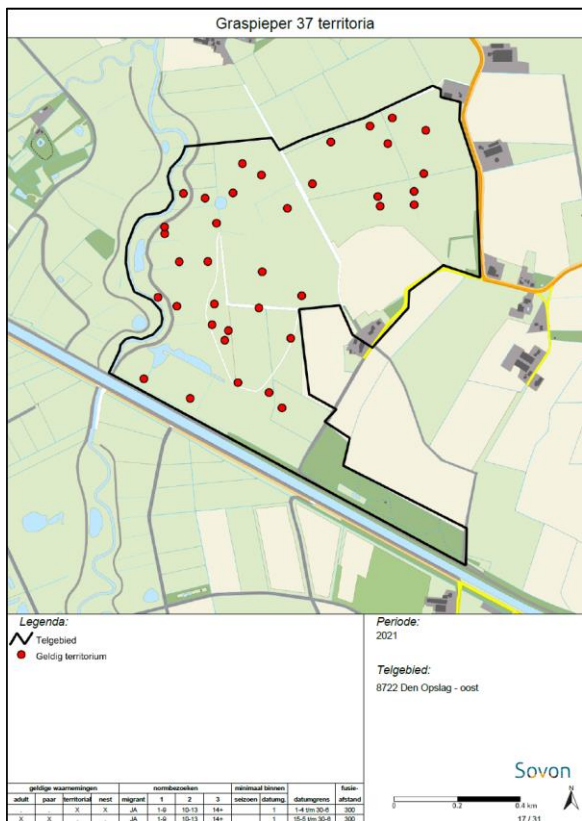 Graspieper 37 territoria
Legenda:
Telgebied
Geldig territorium
Periode:
2021
Telgebied:
8722 Den Opslag - oost
Sovon
0 0.2 0.4 km
N
17 / 31
geldige waarnemingen normbezoeken minimaal binnen fusie-
adult paar territoriaal nest migrant 1 2 3 seizoen datumg. datumgrens afstand
. . X X JA 1-9 10-13 14+ 1 1-4 t/m 30-6 300
X X . . JA 1-9 10-13 14+ 1 15-5 t/m 30-6 300